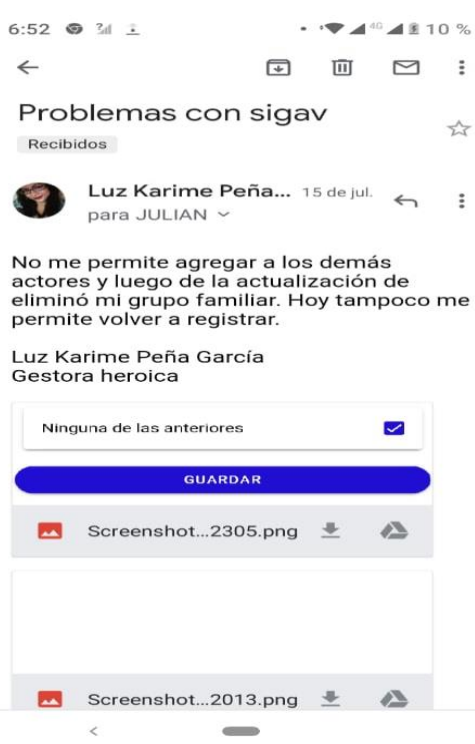 6:52 4G 10 %
Problemas con sigav
Recibidos
Luz Karime Peña... 15 de jul.
para JULIAN
No me permite agregar a los demás
actores y luego de la actualización de
eliminó mi grupo familiar. Hoy tampoco me
permite volver a registrar.
Luz Karime Peña García
Gestora heroica
Ninguna de las anteriores
GUARDAR
Screenshot...2305.png
Screenshot...2013.png